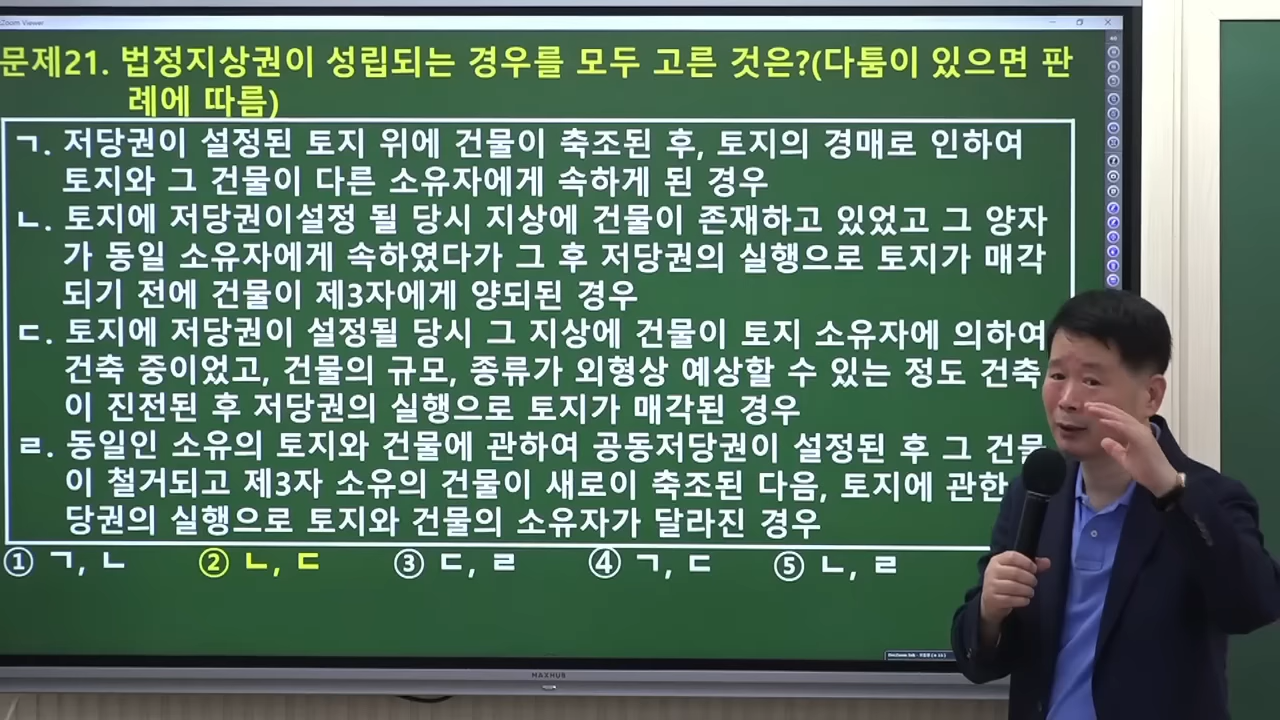 Zoom Viewer
문제21. 법정지상권이 성립되는 경우를 모두 고른 것은?(다툼이 있으면 판
례에 따름)
ㄱ. 저당권이 설정된 토지 위에 건물이 축조된 후, 토지의 경매로 인하여
토지와 그 건물이 다른 소유자에게 속하게 된 경우
ㄴ. 토지에 저당권이설정 될 당시 지상에 건물이 존재하고 있었고 그 양자
가 동일 소유자에게 속하였다가 그 후 저당권의 실행으로 토지가 매각
되기 전에 건물이 제3자에게 양되된 경우
ㄷ. 토지에 저당권이 설정될 당시 그 지상에 건물이 토지 소유자에 의하여
건축 중이었고, 건물의 규모, 종류가 외형상 예상할 수 있는 정도 건축
이 진전된 후 저당권의 실행으로 토지가 매각된 경우
ㄹ. 동일인 소유의 토지와 건물에 관하여 공동저당권이 설정된 후 그 건물
이 철거되고 제3자 소유의 건물이 새로이 축조된 다음, 토지에 관한
당권의 실행으로 토지와 건물의 소유자가 달라진 경우
① ㄱ, ㄴ ② ㄴ, ㄷ ③ ㄷ, ㄹ ④ ㄱ, ㄷ ⑤ ㄴ, ㄹ
MAXHUB